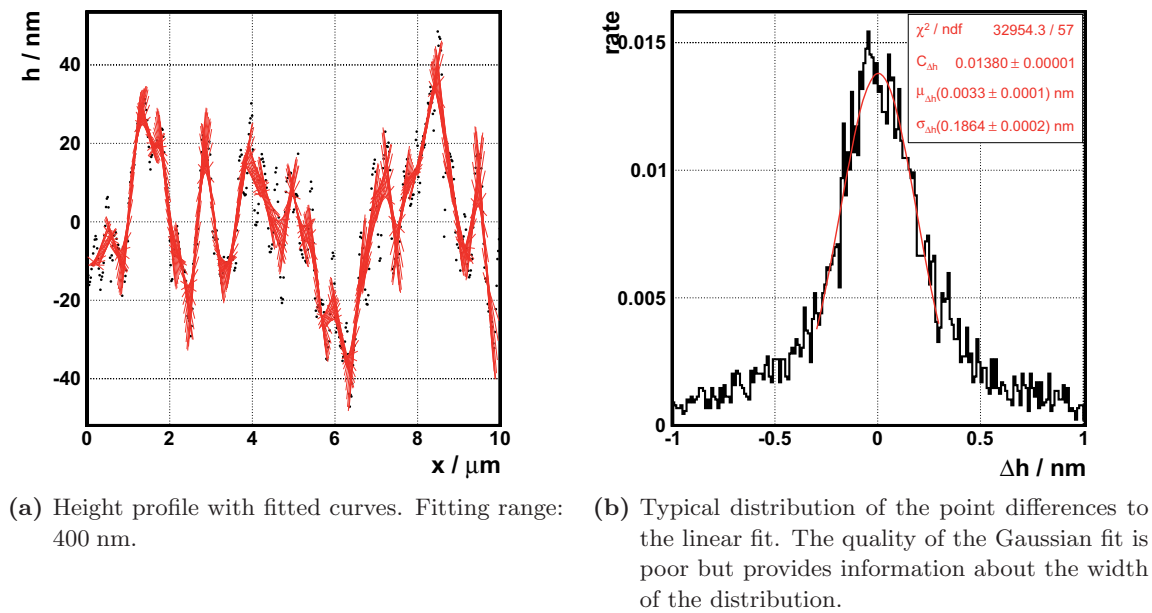 h / nm
40
20
0
-20
-40
0 2 4 6 8 10
x / μm
(a) Height profile with fitted curves. Fitting range:
400 nm.
rate
0.015
0.01
0.005
0
-1 -0.5 0 0.5 1
Δh / nm
χ² / ndf 32954.3 / 57
C_Δh 0.01380 ± 0.00001
μ_Δh (0.0033 ± 0.0001) nm
σ_Δh (0.1864 ± 0.0002) nm
(b) Typical distribution of the point differences to
the linear fit. The quality of the Gaussian fit is
poor but provides information about the width
of the distribution.